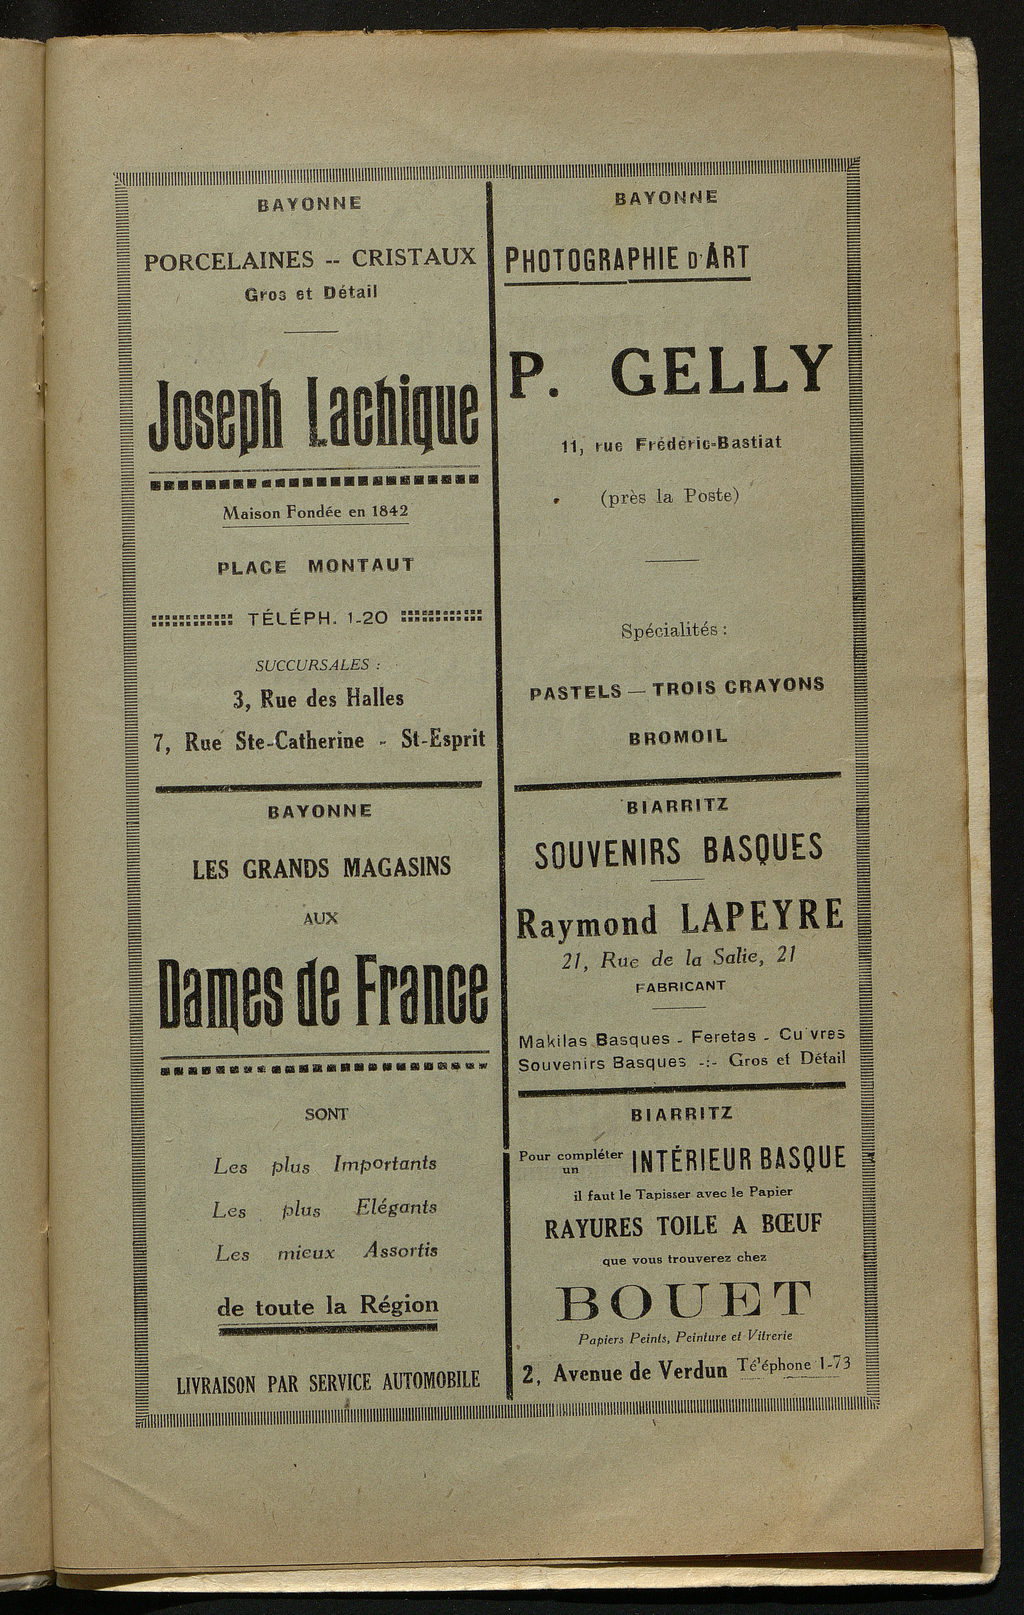 BAYONNE
PORCELAINES -- CRISTAUX
Gros et Détail
Joseph Lachique
Maison Fondée en 1842
PLACE MONTAUT
TÉLÉPH. 1-20
SUCCURSALES :
3, Rue des Halles
7, Rue Ste-Catherine - St-Esprit
BAYONNE
LES GRANDS MAGASINS
AUX
Dames de France
SONT
Les plus Importants
Les plus Elégants
Les mieux Assortis
de toute la Région
LIVRAISON PAR SERVICE AUTOMOBILE
BAYONNE
PHOTOGRAPHIE D'ART
P. GELLY
11, rue Frédéric-Bastiat
(près la Poste)
Spécialités :
PASTELS — TROIS CRAYONS
BROMOIL
BIARRITZ
SOUVENIRS BASQUES
Raymond LAPEYRE
21, Rue de la Salie, 21
FABRICANT
Makilas Basques - Feretas - Cuivres
Souvenirs Basques -:- Gros et Détail
BIARRITZ
Pour compléter un INTÉRIEUR BASQUE
il faut le Tapisser avec le Papier
RAYURES TOILE A BŒUF
que vous trouverez chez
BOUET
Papiers Peints, Peinture et Vitrerie
2, Avenue de Verdun Téléphone 1-73